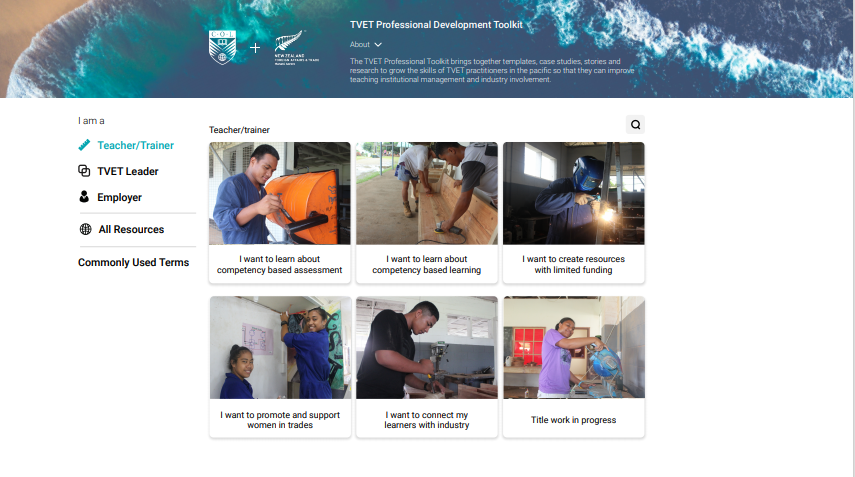 TVET Professional Development Toolkit
C O L
+
NEW ZEALAND
FOREIGN AFFAIRS & TRADE
About
The TVET Professional Toolkit brings together templates, case studies, stories and
research to grow the skills of TVET practitioners in the pacific so that they can improve
teaching institutional management and industry involvement.
I am a
Teacher/Trainer
TVET Leader
Employer
All Resources
Commonly Used Terms
Teacher/trainer
I want to learn about
competency based assessment
I want to learn about
competency based learning
I want to create resources
with limited funding
I want to promote and support
women in trades
I want to connect my
learners with industry
Title work in progress